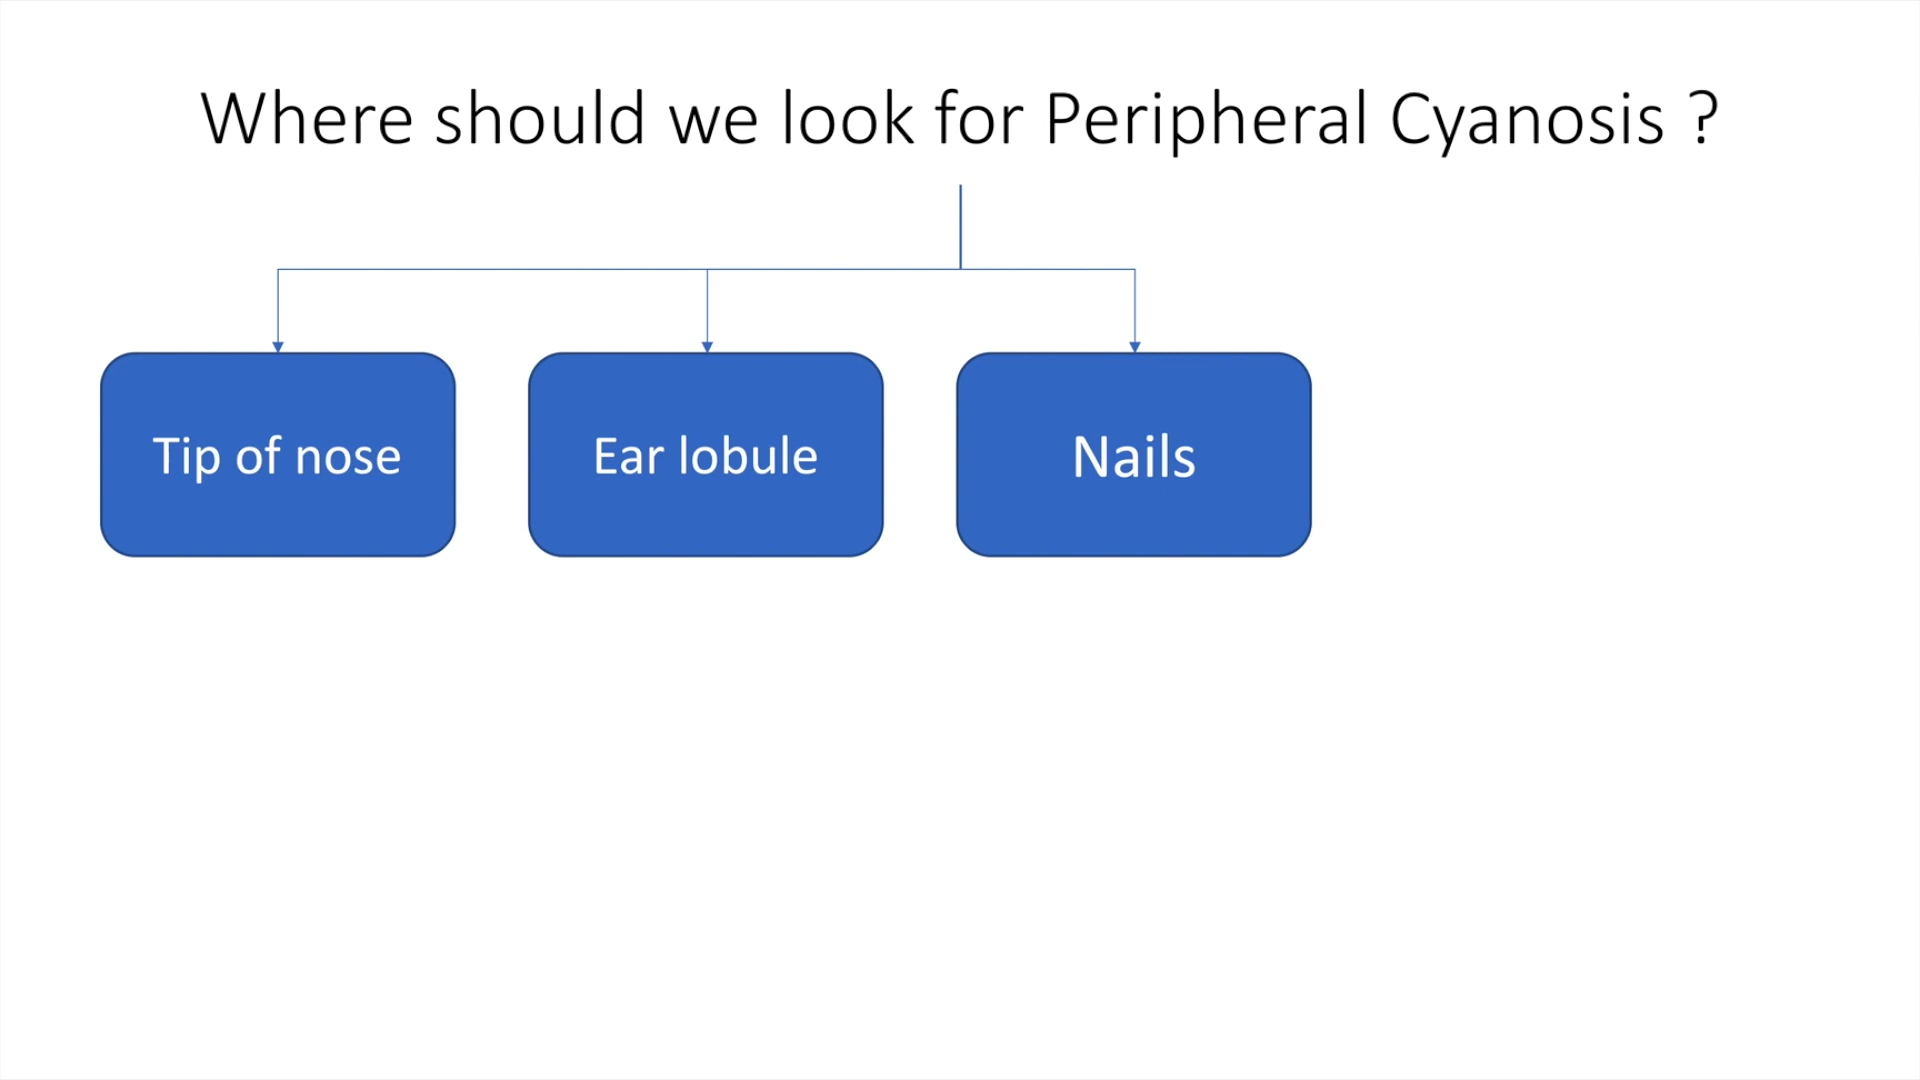 Where should we look for Peripheral Cyanosis ?
Tip of nose
Ear lobule
Nails